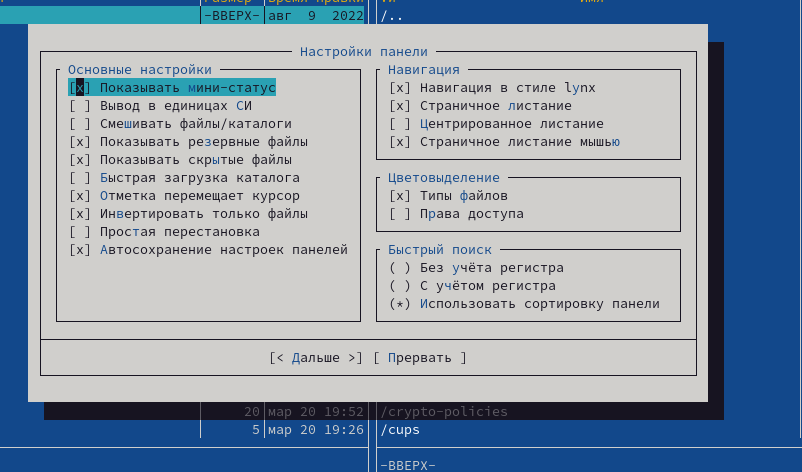 -ВВЕРХ- авг  9  2022 /..
Настройки панели
Основные настройки
[x] Показывать мини-статус
[ ] Вывод в единицах СИ
[ ] Смешивать файлы/каталоги
[x] Показывать резервные файлы
[x] Показывать скрытые файлы
[ ] Быстрая загрузка каталога
[x] Отметка перемещает курсор
[x] Инвертировать только файлы
[ ] Простая перестановка
[x] Автосохранение настроек панелей
Навигация
[x] Навигация в стиле lynx
[x] Страничное листание
[ ] Центрированное листание
[x] Страничное листание мышью
Цветовыделение
[x] Типы файлов
[ ] Права доступа
Быстрый поиск
( ) Без учёта регистра
( ) С учётом регистра
(*) Использовать сортировку панели
[< Дальше >] [ Прервать ]
20 мар 20 19:52 /crypto-policies
5 мар 20 19:26 /cups
-ВВЕРХ-